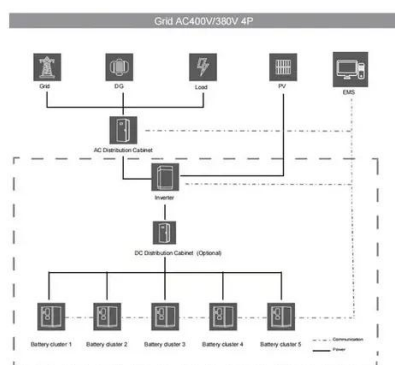 Grid AC400V/380V 4P
Grid
DG
Load
PV
EMS
AC Distribution Cabinet
Inverter
DC Distribution Cabinet (Optional)
Battery cluster 1
Battery cluster 2
Battery cluster 3
Battery cluster 4
Battery cluster 5
Communication
Power